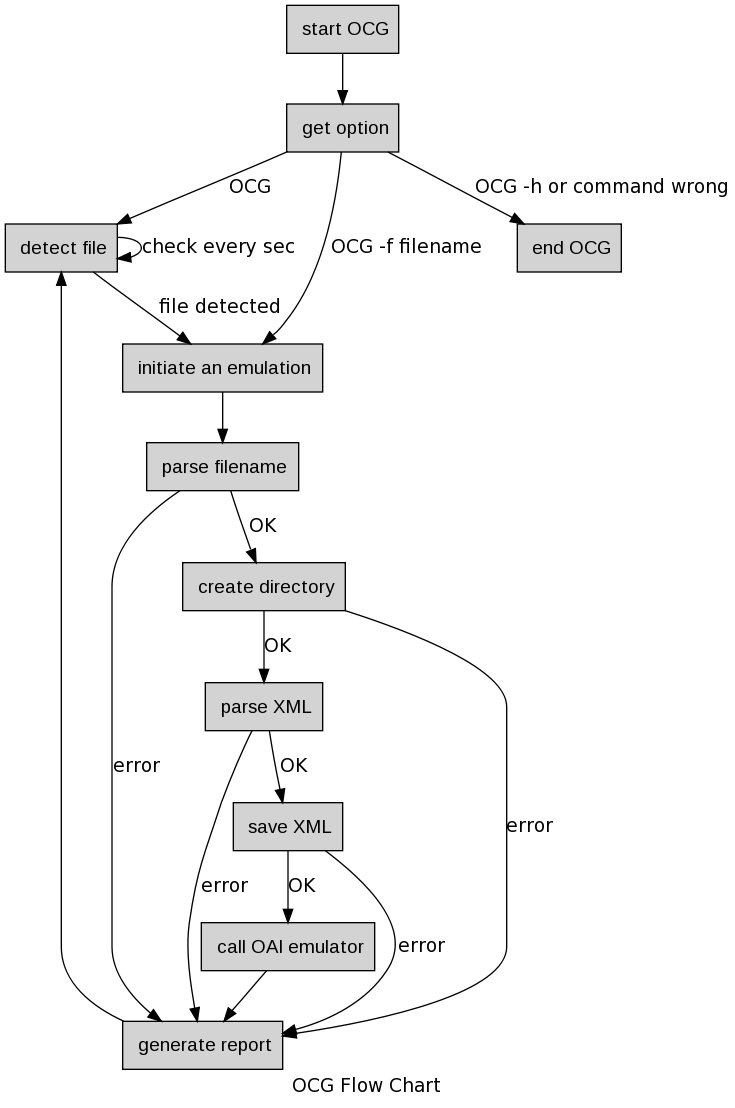 start OCG
get option
OCG
OCG -h or command wrong
detect file
check every sec
OCG -f filename
end OCG
file detected
initiate an emulation
parse filename
OK
create directory
OK
parse XML
error
OK
save XML
error
error
OK
call OAI emulator
error
generate report
OCG Flow Chart